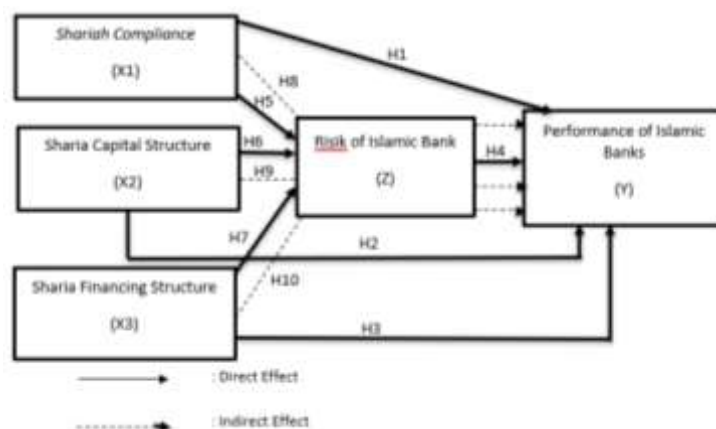 Shariah Compliance
(X1)
H1
H8
H5
Sharia Capital Structure
(X2)
H6
H9
Risik of Islamic Bank
(Z)
H4
Performance of Islamic
Banks
(Y)
H7
H2
H10
Sharia Financing Structure
(X3)
H3
: Direct Effect
: Indirect Effect